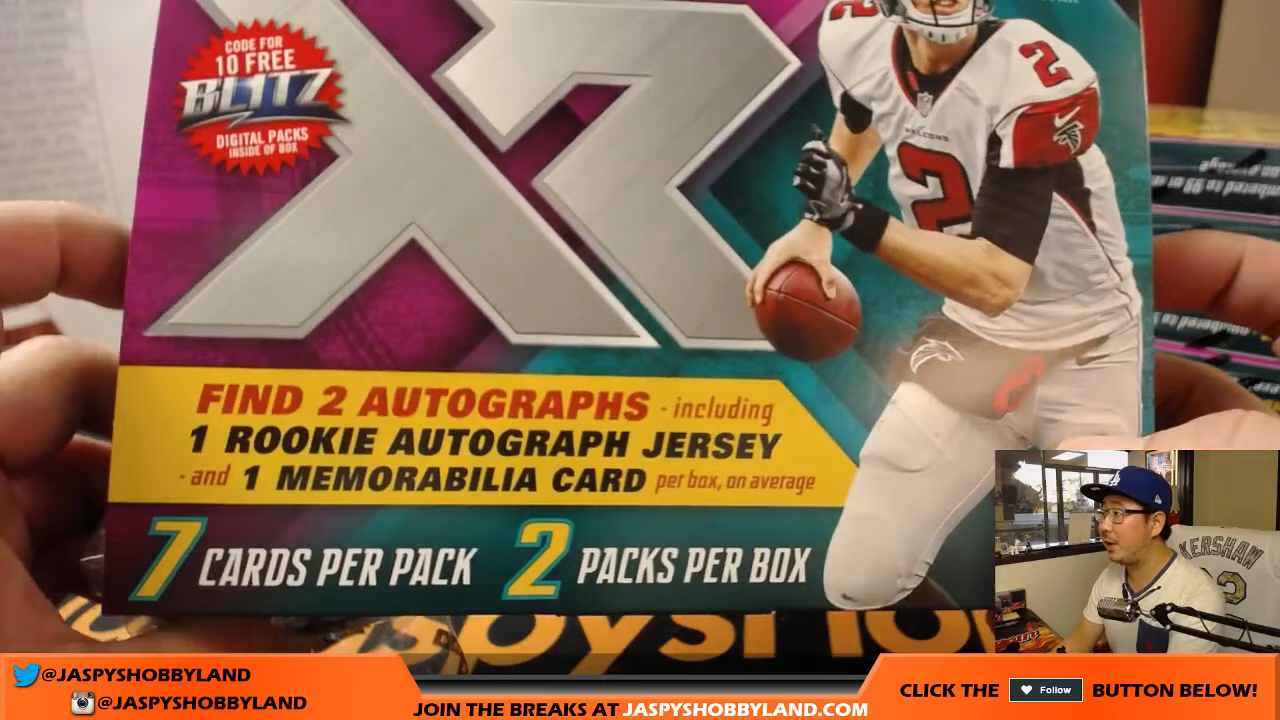 CODE FOR
10 FREE
BLITZ
DIGITAL PACKS
INSIDE OF BOX
XR
2
2
FALCONS
2
FIND 2 AUTOGRAPHS - including
1 ROOKIE AUTOGRAPH JERSEY
- and 1 MEMORABILIA CARD per box, on average
7 CARDS PER PACK 2 PACKS PER BOX
KERSHAW
@JASPYSHOBBYLAND
@JASPYSHOBBYLAND
JOIN THE BREAKS AT JASPYSHOBBYLAND.COM
CLICK THE Follow BUTTON BELOW!